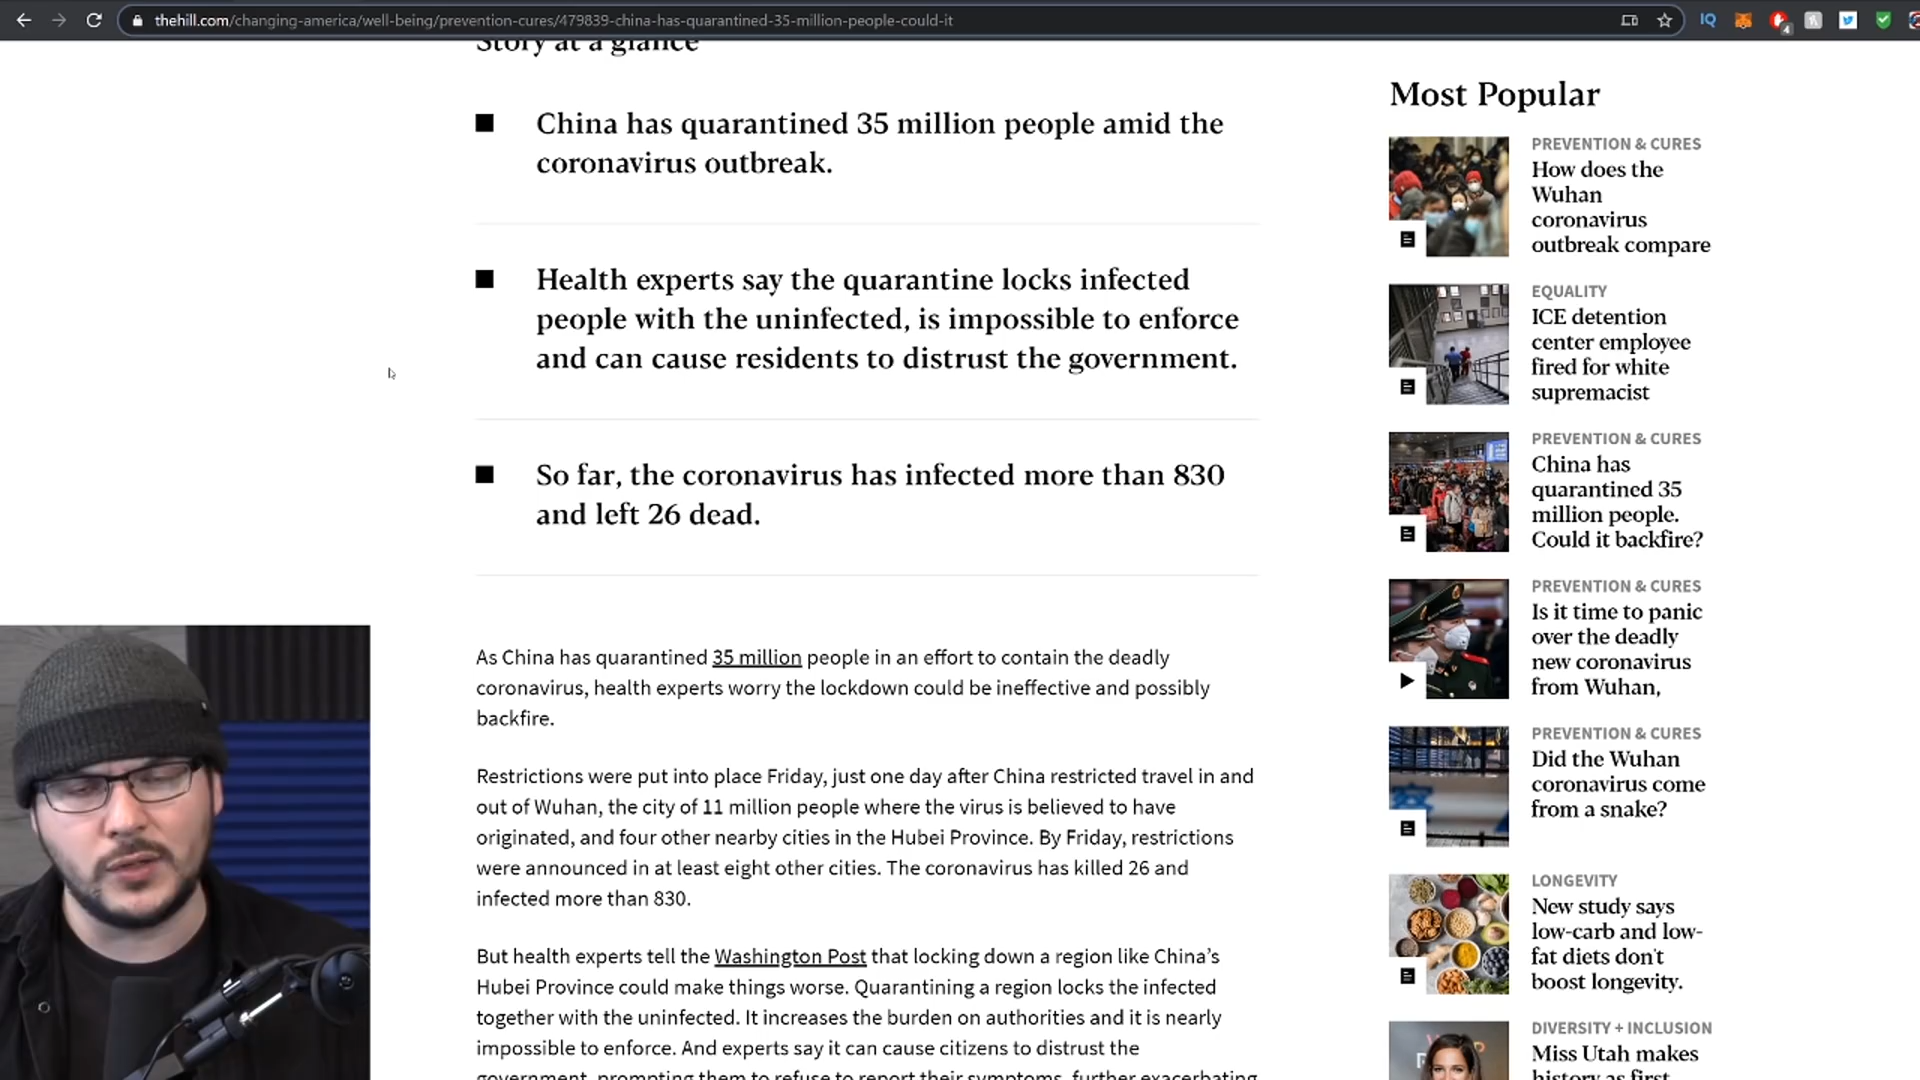 thehill.com/changing-america/well-being/prevention-cures/479839-china-has-quarantined-35-million-people-could-it
IQ
4
Story at a glance
China has quarantined 35 million people amid the
coronavirus outbreak.
Health experts say the quarantine locks infected
people with the uninfected, is impossible to enforce
and can cause residents to distrust the government.
So far, the coronavirus has infected more than 830
and left 26 dead.
As China has quarantined 35 million people in an effort to contain the deadly
coronavirus, health experts worry the lockdown could be ineffective and possibly
backfire.
Restrictions were put into place Friday, just one day after China restricted travel in and
out of Wuhan, the city of 11 million people where the virus is believed to have
originated, and four other nearby cities in the Hubei Province. By Friday, restrictions
were announced in at least eight other cities. The coronavirus has killed 26 and
infected more than 830.
But health experts tell the Washington Post that locking down a region like China’s
Hubei Province could make things worse. Quarantining a region locks the infected
together with the uninfected. It increases the burden on authorities and it is nearly
impossible to enforce. And experts say it can cause citizens to distrust the
government, prompting them to refuse to report their symptoms, further exacerbating
Most Popular
PREVENTION & CURES
How does the
Wuhan
coronavirus
outbreak compare
EQUALITY
ICE detention
center employee
fired for white
supremacist
PREVENTION & CURES
China has
quarantined 35
million people.
Could it backfire?
PREVENTION & CURES
Is it time to panic
over the deadly
new coronavirus
from Wuhan,
PREVENTION & CURES
Did the Wuhan
coronavirus come
from a snake?
LONGEVITY
New study says
low-carb and low-
fat diets don't
boost longevity.
DIVERSITY + INCLUSION
Miss Utah makes
history as first